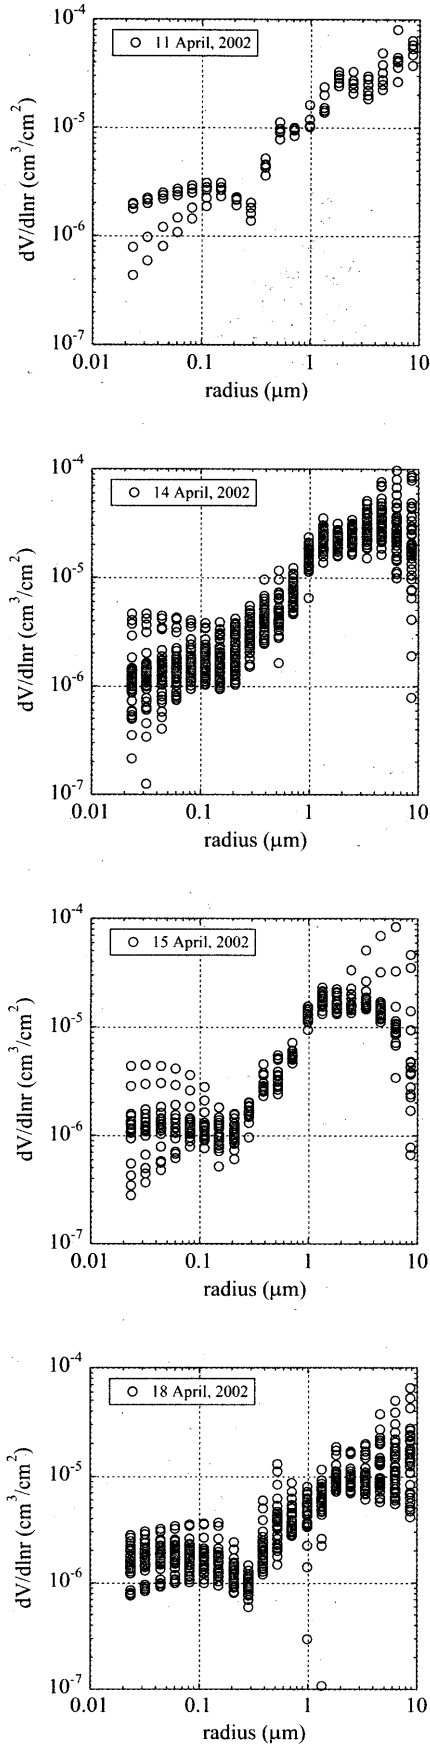 10⁻⁴
○ 11 April, 2002
10⁻⁵
dV/dlnr (cm³/cm²)
10⁻⁶
10⁻⁷
0.01 0.1 1 10
radius (μm)
10⁻⁴
○ 14 April, 2002
10⁻⁵
dV/dlnr (cm³/cm²)
10⁻⁶
10⁻⁷
0.01 0.1 1 10
radius (μm)
10⁻⁴
○ 15 April, 2002
10⁻⁵
dV/dlnr (cm³/cm²)
10⁻⁶
10⁻⁷
0.01 0.1 1 10
radius (μm)
10⁻⁴
○ 18 April, 2002
10⁻⁵
dV/dlnr (cm³/cm²)
10⁻⁶
10⁻⁷
0.01 0.1 1 10
radius (μm)